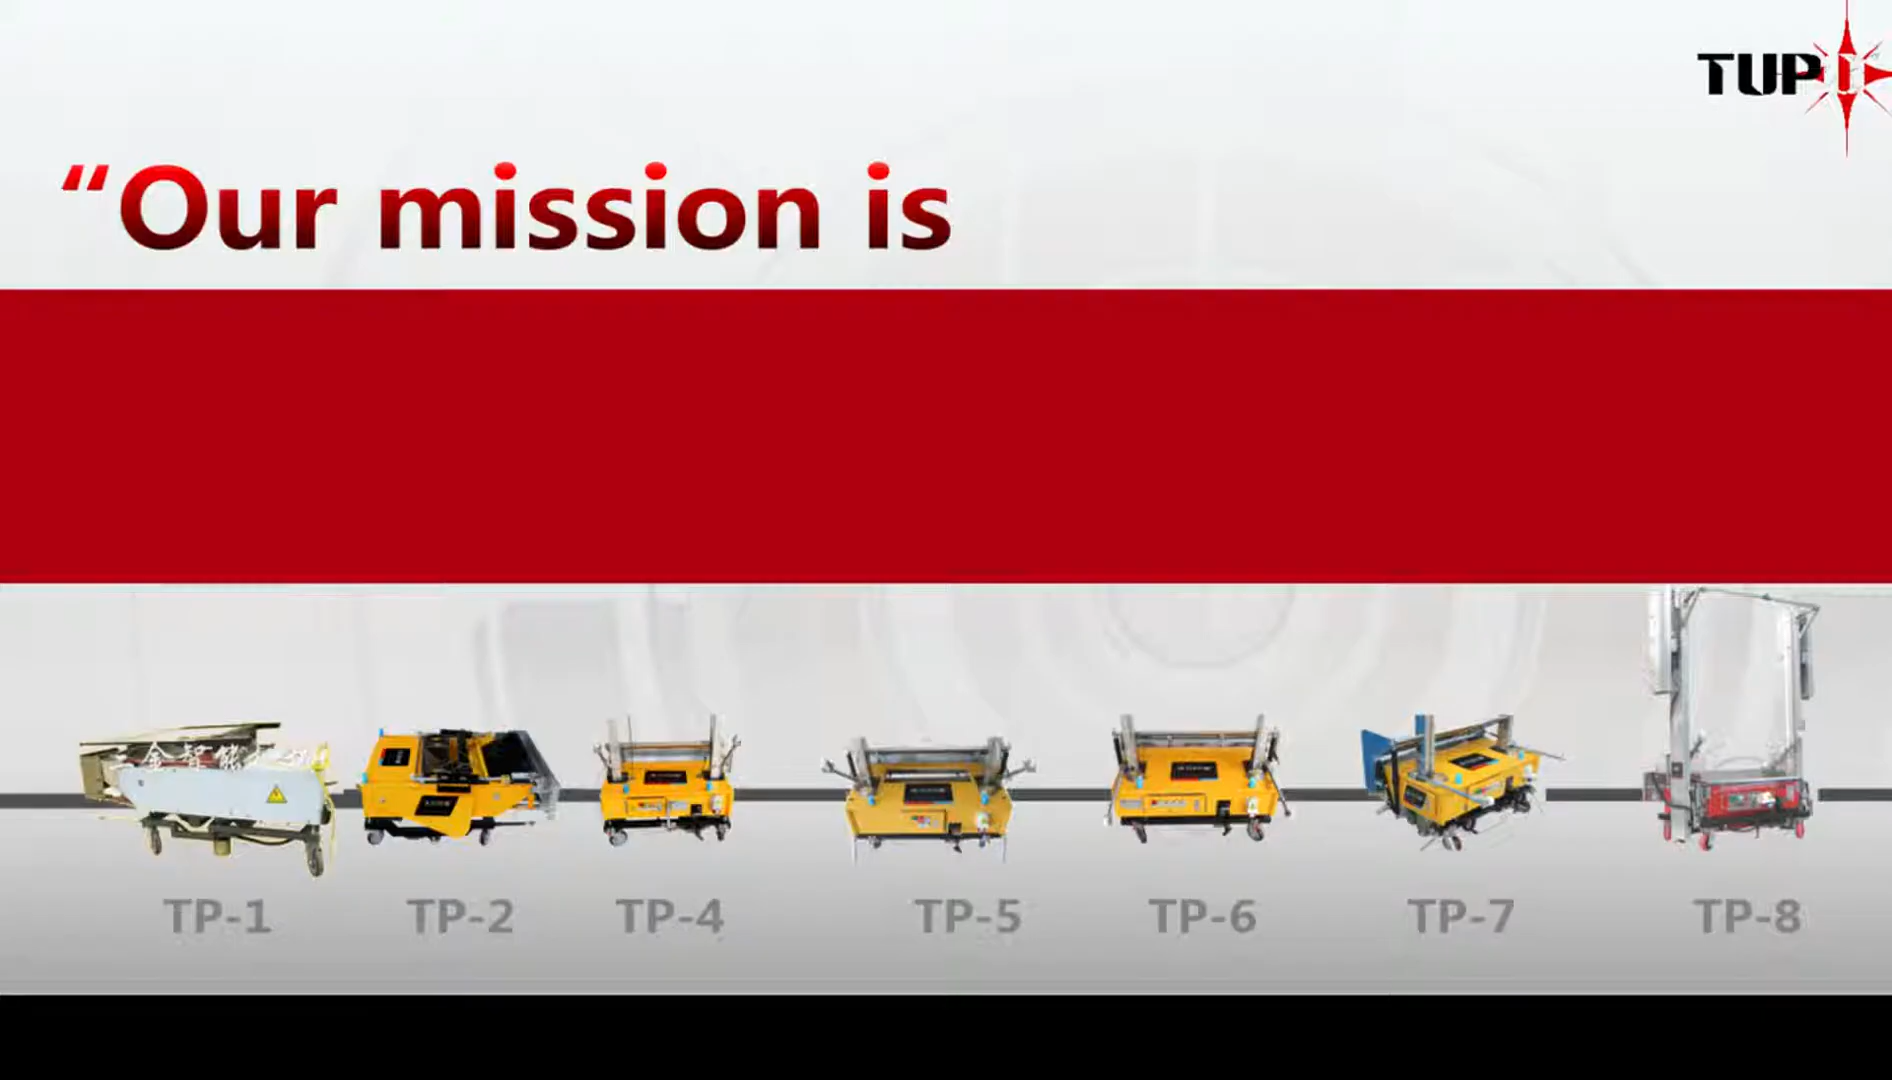 TUP
“Our mission is
TP-1
TP-2
TP-4
TP-5
TP-6
TP-7
TP-8